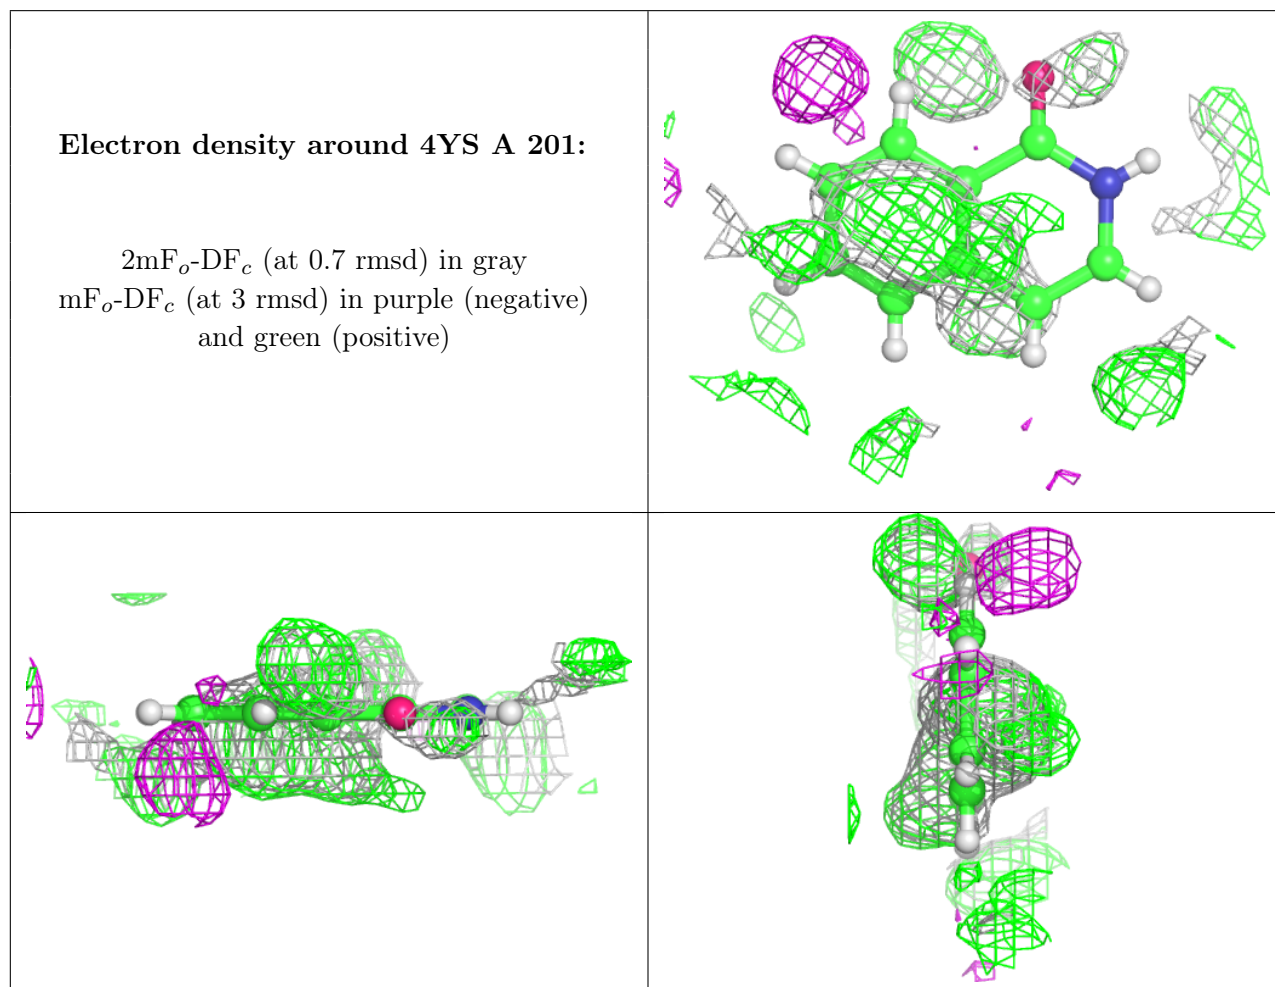 Electron density around 4YS A 201:
2mFo-DFc (at 0.7 rmsd) in gray
mFo-DFc (at 3 rmsd) in purple (negative)
and green (positive)